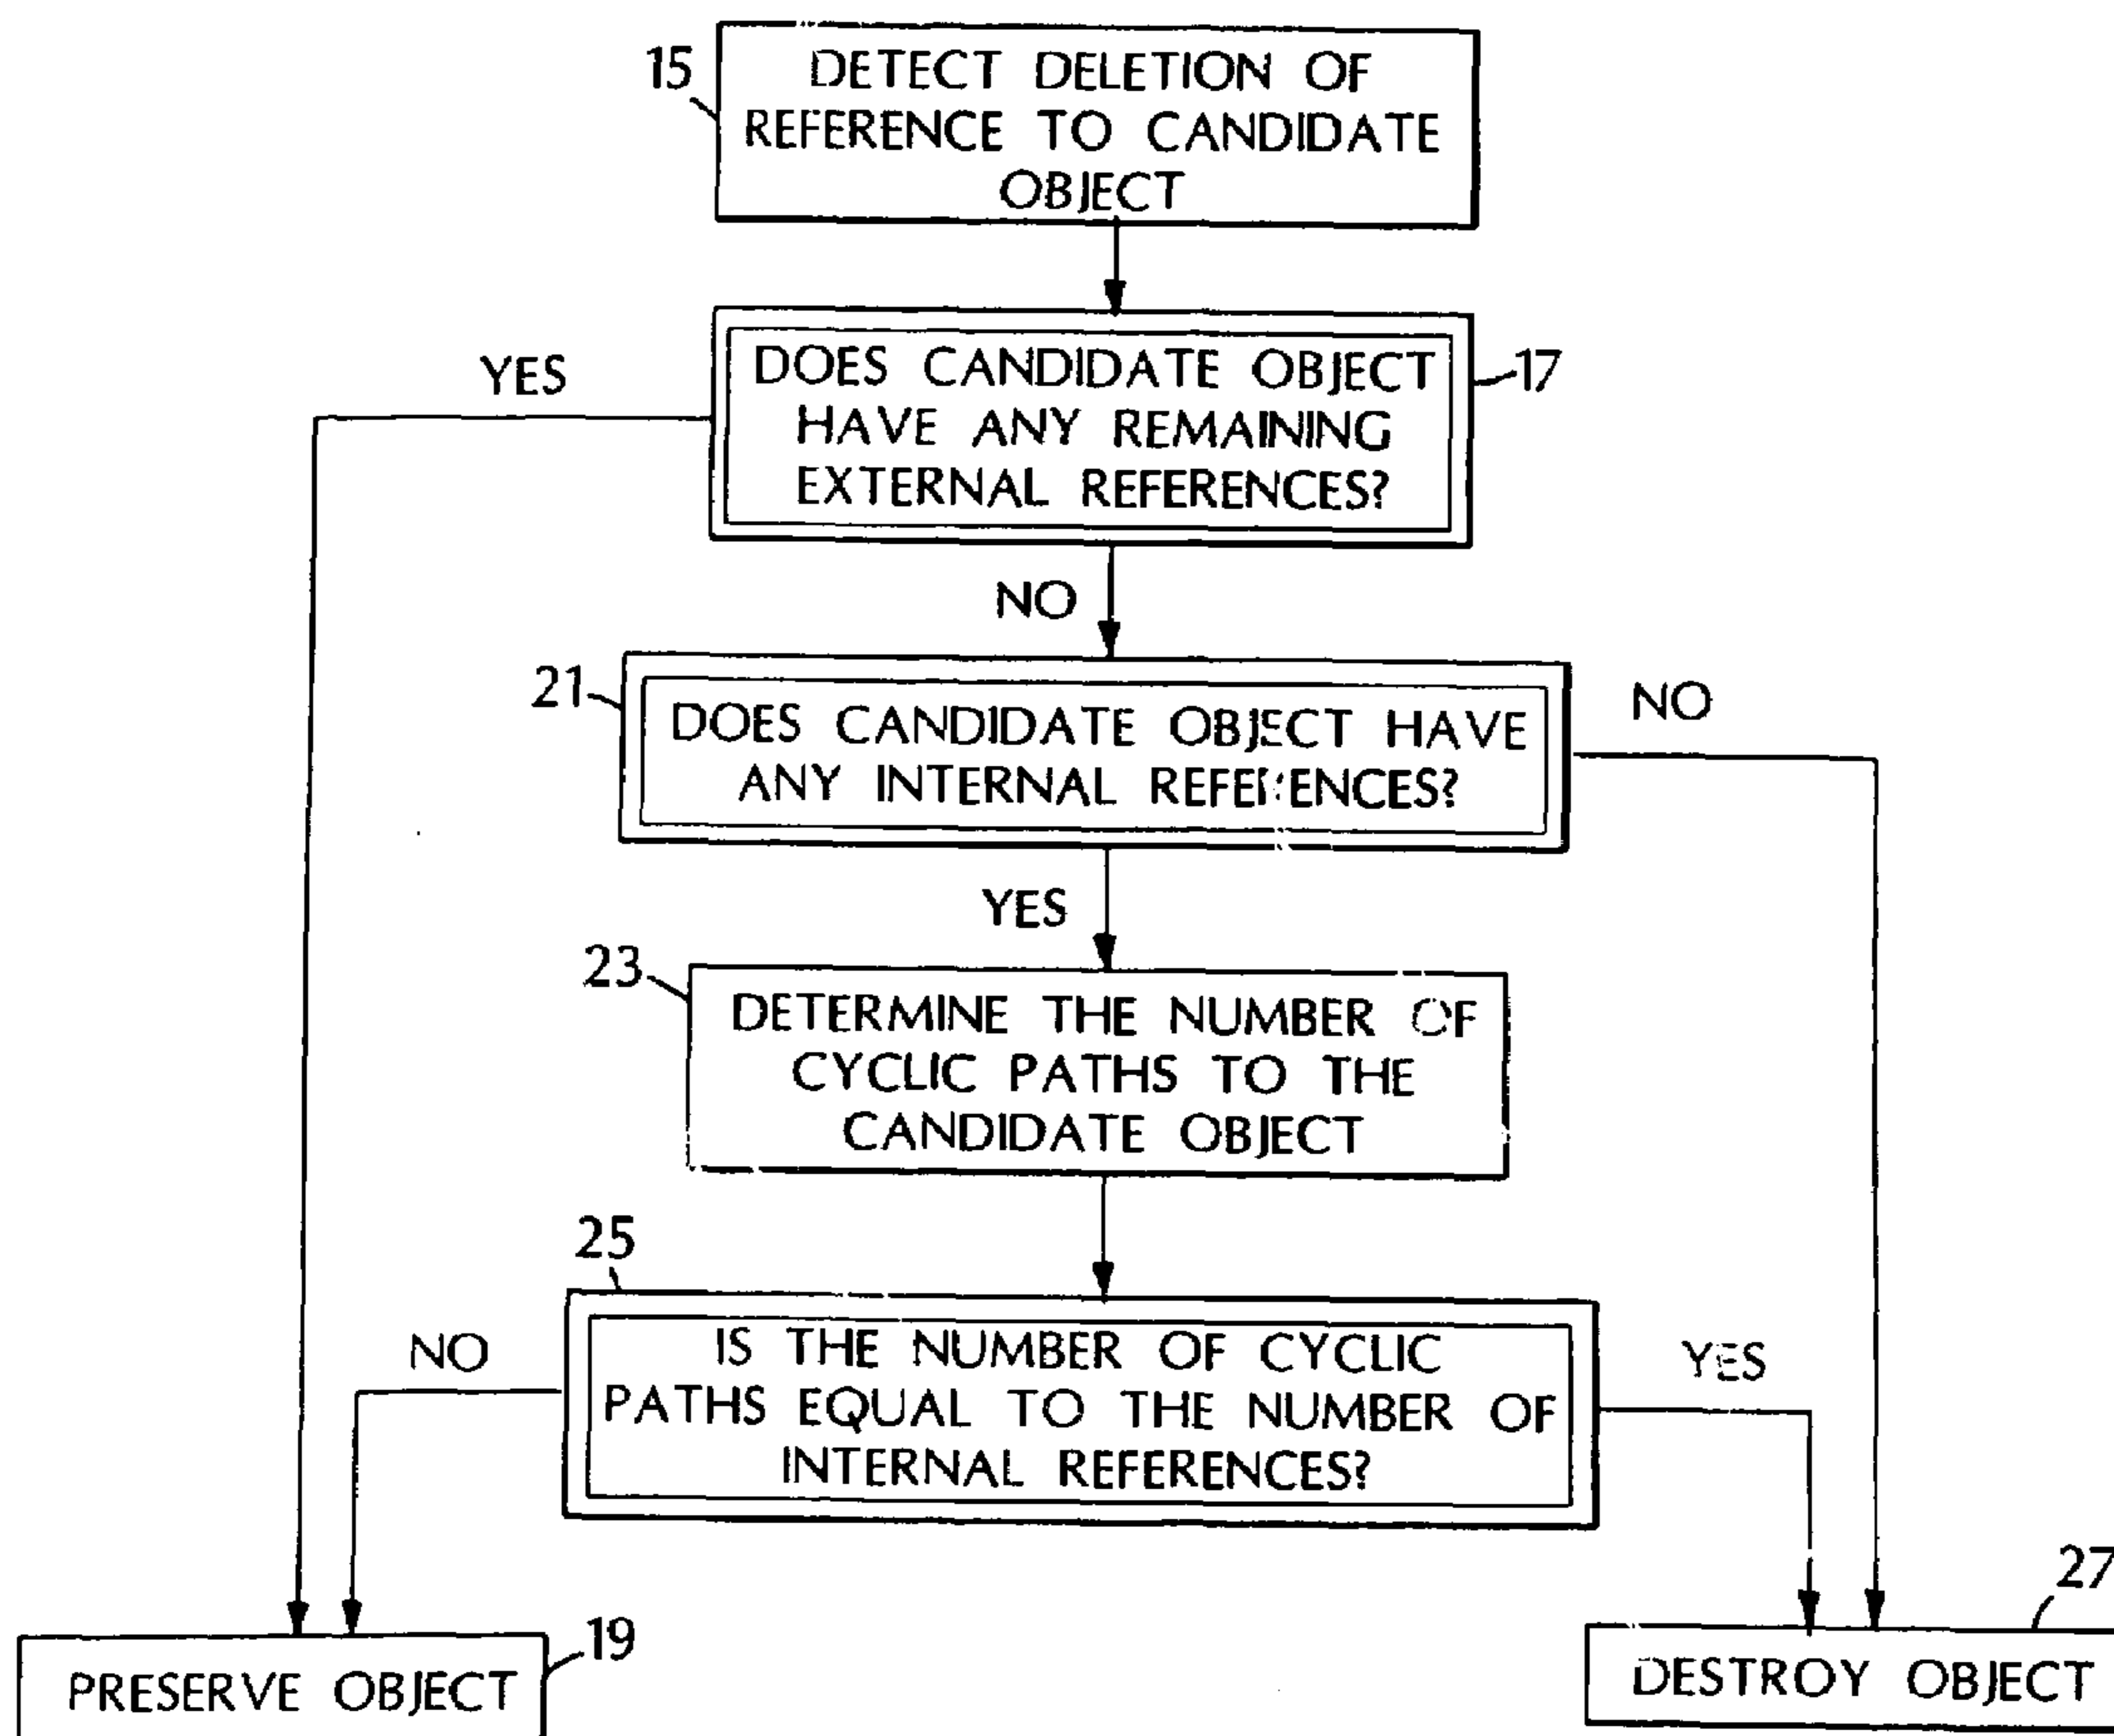 15
DETECT DELETION OF
REFERENCE TO CANDIDATE
OBJECT
YES
DOES CANDIDATE OBJECT
HAVE ANY REMAINING
EXTERNAL REFERENCES?
17
NO
21
DOES CANDIDATE OBJECT HAVE
ANY INTERNAL REFERENCES?
NO
YES
23
DETERMINE THE NUMBER OF
CYCLIC PATHS TO THE
CANDIDATE OBJECT
25
NO
IS THE NUMBER OF CYCLIC
PATHS EQUAL TO THE NUMBER OF
INTERNAL REFERENCES?
YES
PRESERVE OBJECT
19
27
DESTROY OBJECT